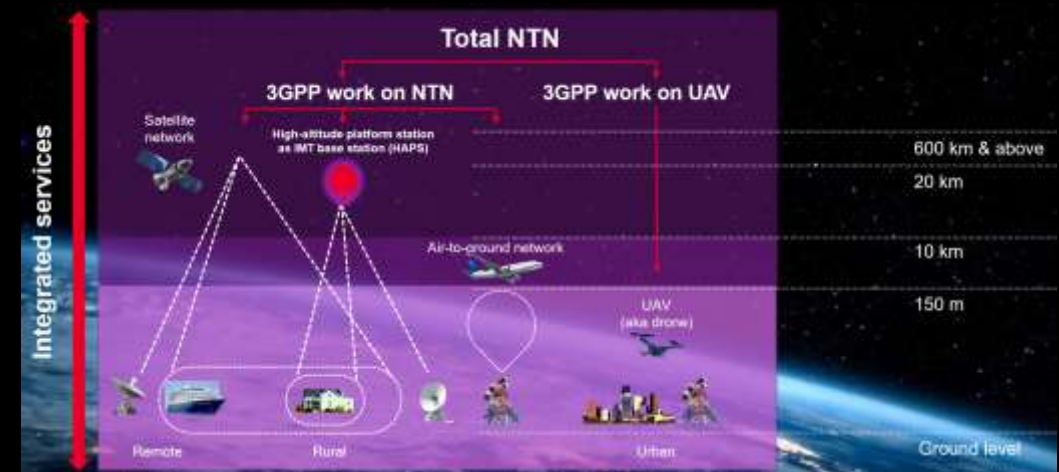 Total NTN
3GPP work on NTN
3GPP work on UAV
Satellite
network
High-altitude platform station
as IMT base station (HAPS)
600 km & above
20 km
Air-to-ground network
10 km
150 m
UAV
(aka drone)
Integrated services
Remote
Rural
Urban
Ground level